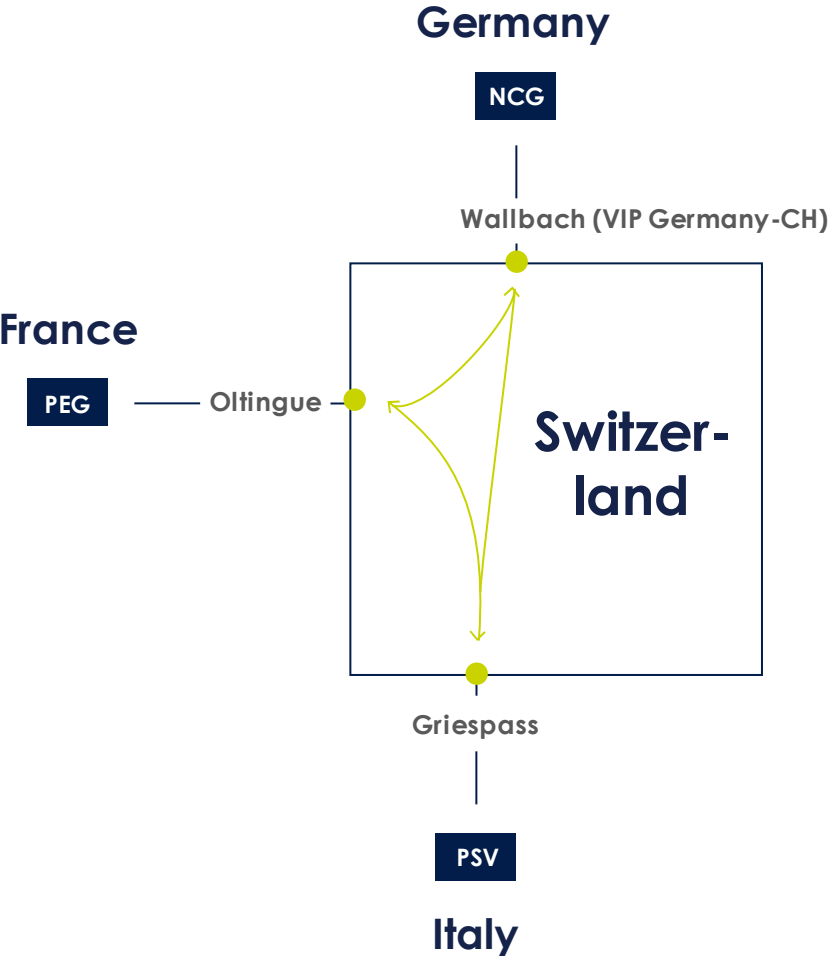 Germany
NCG
Wallbach (VIP Germany-CH)
France
PEG
Oltingue
Switzer-
land
Griespass
PSV
Italy